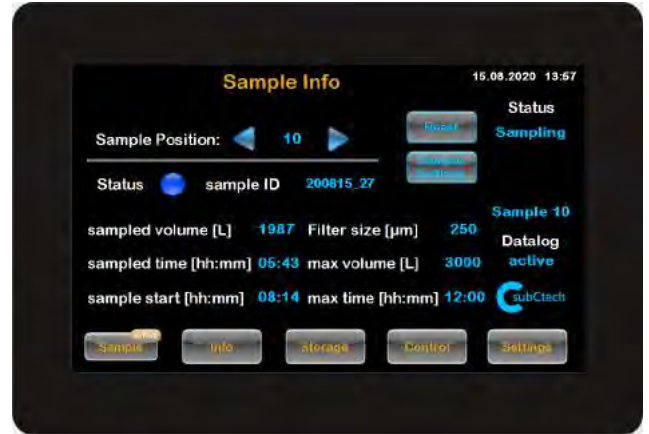 Sample Info
15.08.2020 13:57
Status
Sampling
Reset
Sample Position: 10
Status sample ID 200815_27
Sample 10
sampled volume [L] 1987 Filter size [µm] 250
Datalog
active
sampled time [hh:mm] 05:43 max volume [L] 3000
sample start [hh:mm] 08:14 max time [hh:mm] 12:00
subCtech
Sample Info Storage Control Settings